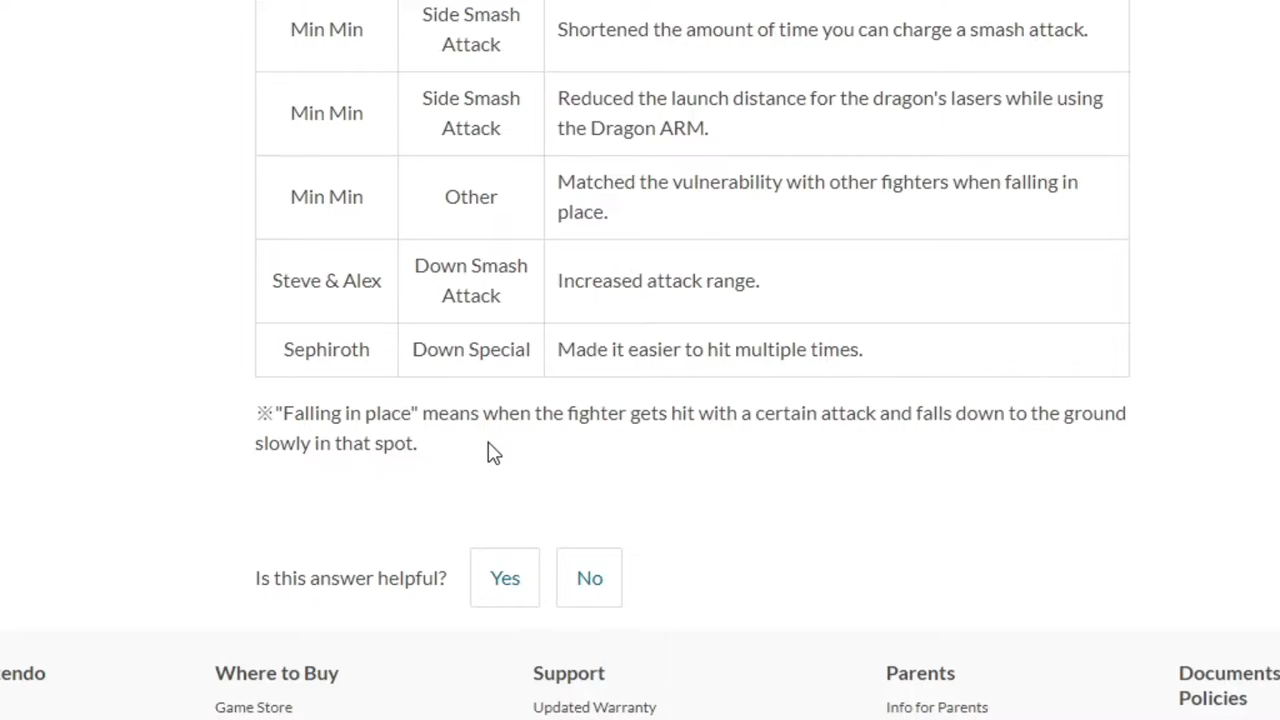 Min Min
Side Smash
Attack
Shortened the amount of time you can charge a smash attack.
Min Min
Side Smash
Attack
Reduced the launch distance for the dragon's lasers while using
the Dragon ARM.
Min Min
Other
Matched the vulnerability with other fighters when falling in
place.
Steve & Alex
Down Smash
Attack
Increased attack range.
Sephiroth
Down Special
Made it easier to hit multiple times.
※"Falling in place" means when the fighter gets hit with a certain attack and falls down to the ground
slowly in that spot.
Is this answer helpful?
Yes
No
tendo
Where to Buy
Support
Parents
Documents
Policies
Game Store
Updated Warranty
Info for Parents